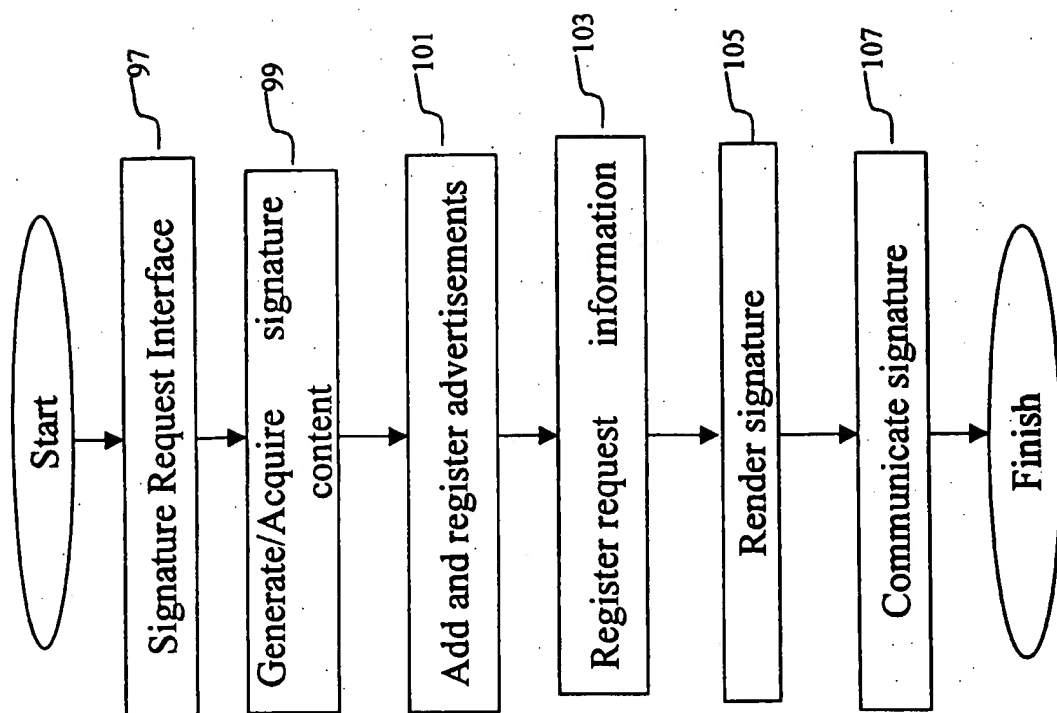 Start
Signature Request Interface
97
Generate/Acquire signature
content
99
Add and register advertisements
101
Register request information
103
Render signature
105
Communicate signature
107
Finish